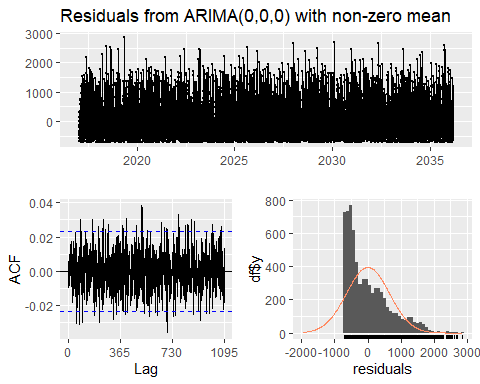 Residuals from ARIMA(0,0,0) with non-zero mean
3000
2000
1000
0
2020 2025 2030 2035
0.04
0.02
0.00
-0.02
ACF
0 365 730 1095
Lag
800
600
400
200
0
df$y
-2000 -1000 0 1000 2000 3000
residuals